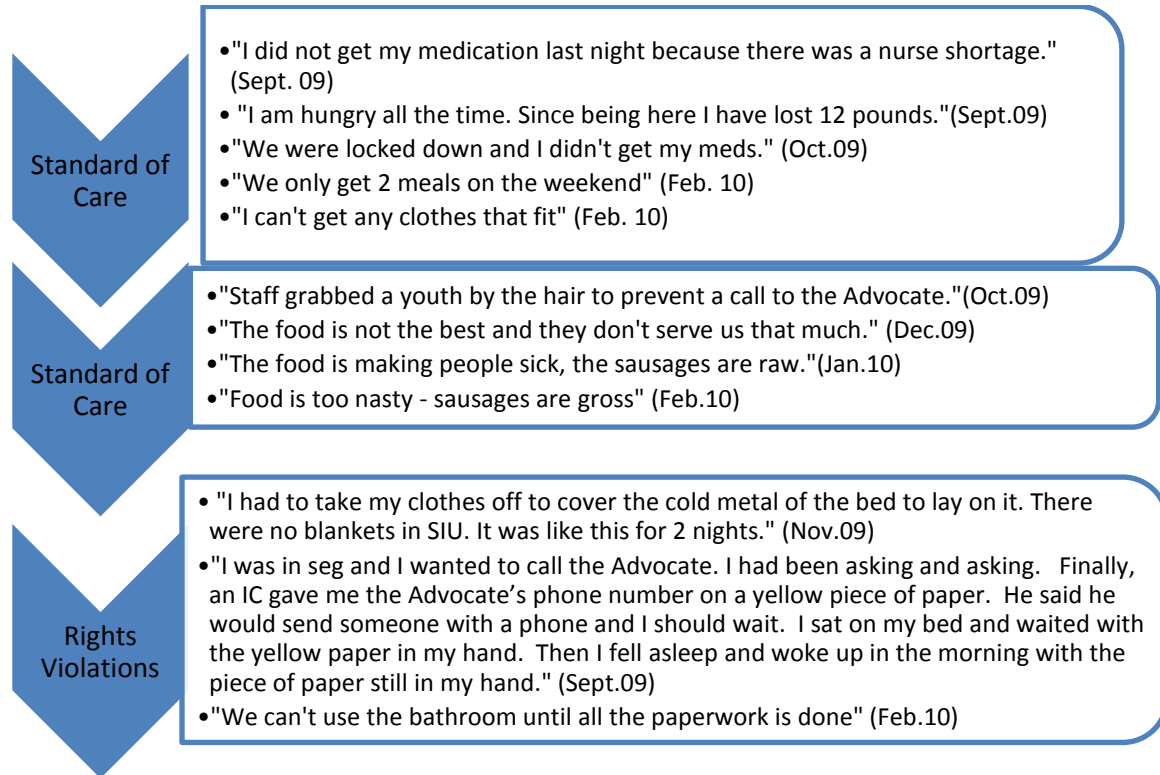 Standard of
Care
•"I did not get my medication last night because there was a nurse shortage."
(Sept. 09)
• "I am hungry all the time. Since being here I have lost 12 pounds."(Sept.09)
•"We were locked down and I didn't get my meds." (Oct.09)
•"We only get 2 meals on the weekend" (Feb. 10)
•"I can't get any clothes that fit" (Feb. 10)
Standard of
Care
•"Staff grabbed a youth by the hair to prevent a call to the Advocate."(Oct.09)
•"The food is not the best and they don't serve us that much." (Dec.09)
•"The food is making people sick, the sausages are raw."(Jan.10)
•"Food is too nasty - sausages are gross" (Feb.10)
Rights
Violations
• "I had to take my clothes off to cover the cold metal of the bed to lay on it. There
were no blankets in SIU. It was like this for 2 nights." (Nov.09)
•"I was in seg and I wanted to call the Advocate. I had been asking and asking. Finally,
an IC gave me the Advocate’s phone number on a yellow piece of paper. He said he
would send someone with a phone and I should wait. I sat on my bed and waited with
the yellow paper in my hand. Then I fell asleep and woke up in the morning with the
piece of paper still in my hand." (Sept.09)
•"We can't use the bathroom until all the paperwork is done" (Feb.10)